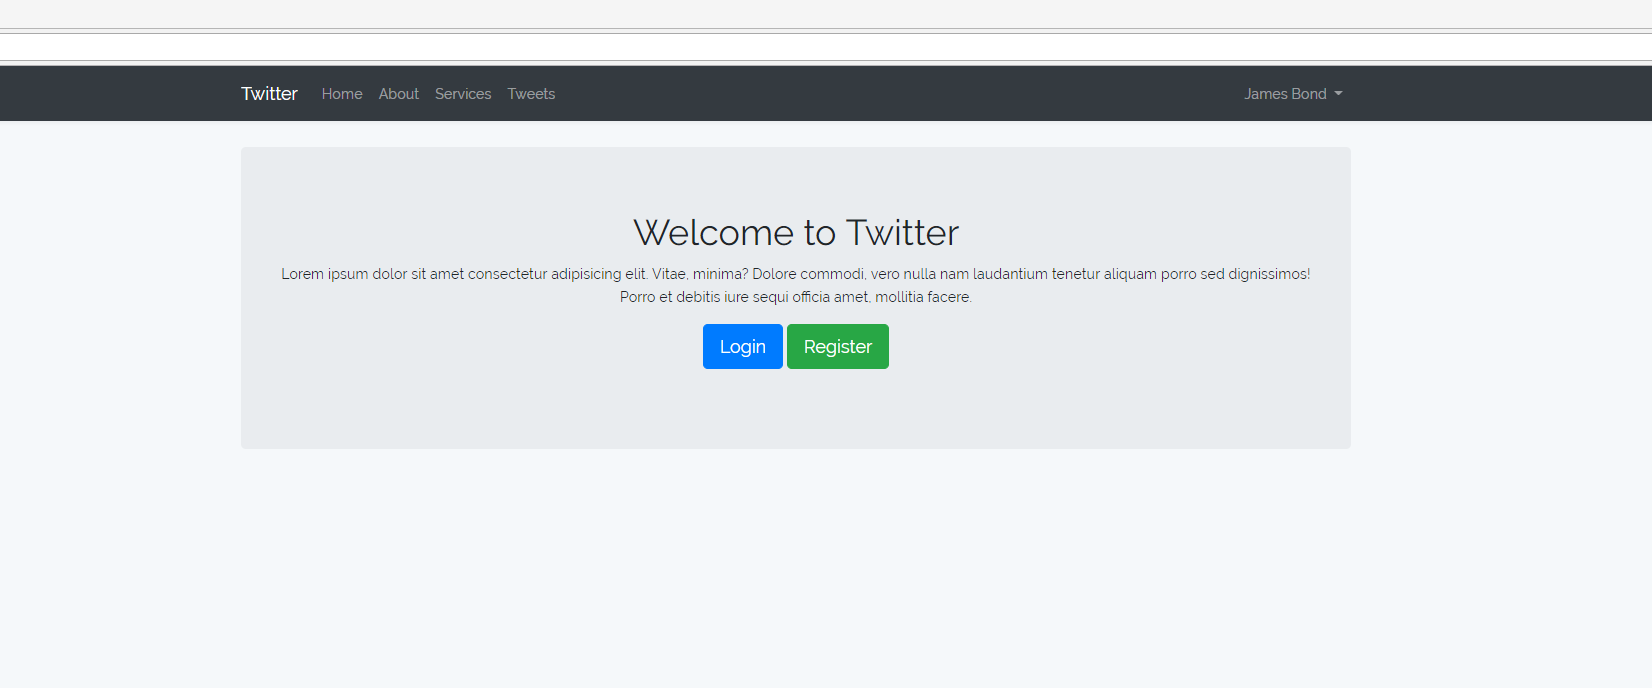 Twitter Home About Services Tweets James Bond
Welcome to Twitter
Lorem ipsum dolor sit amet consectetur adipisicing elit. Vitae, minima? Dolore commodi, vero nulla nam laudantium tenetur aliquam porro sed dignissimos!
Porro et debitis iure sequi officia amet, mollitia facere.
Login Register